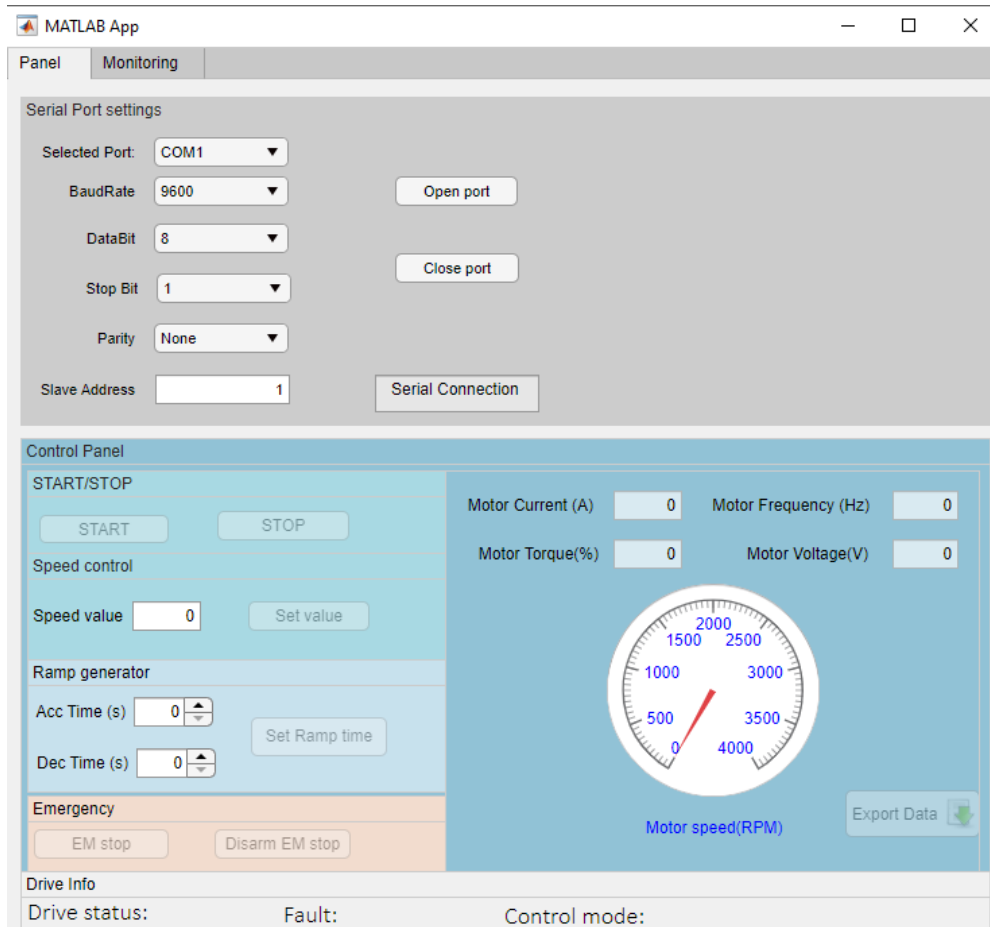 MATLAB App
Panel Monitoring
Serial Port settings
Selected Port: COM1
BaudRate 9600 Open port
DataBit 8
Close port
Stop Bit 1
Parity None
Slave Address 1 Serial Connection
Control Panel
START/STOP
START STOP
Speed control
Speed value 0 Set value
Ramp generator
Acc Time (s) 0
Set Ramp time
Dec Time (s) 0
Emergency
EM stop Disarm EM stop
Motor Current (A) 0 Motor Frequency (Hz) 0
Motor Torque(%) 0 Motor Voltage(V) 0
0 500 1000 1500 2000 2500 3000 3500 4000
Motor speed(RPM)
Export Data
Drive Info
Drive status: Fault: Control mode: